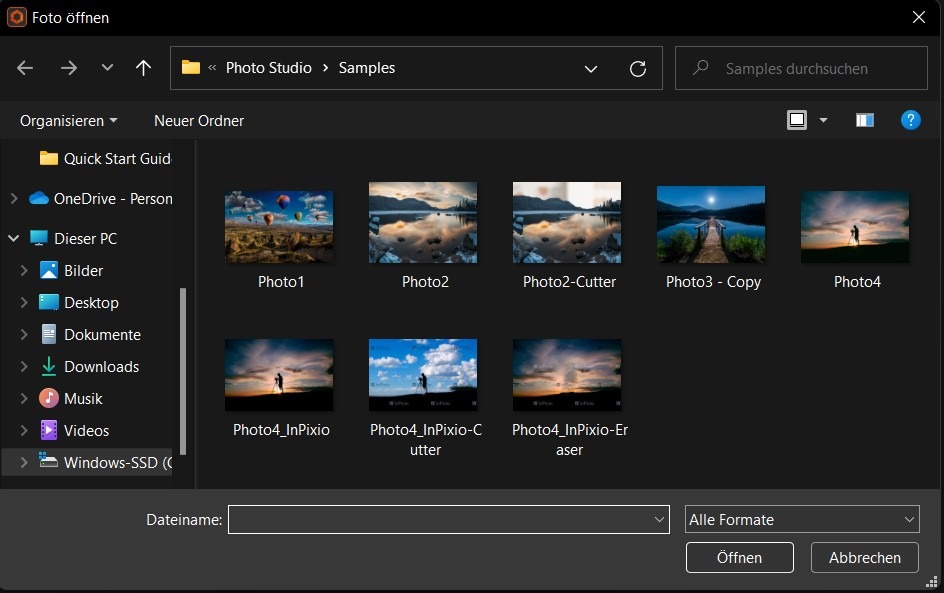 Foto öffnen
« Photo Studio › Samples
Samples durchsuchen
Organisieren
Neuer Ordner
Quick Start Guid
OneDrive - Person
Dieser PC
Bilder
Desktop
Dokumente
Downloads
Musik
Videos
Windows-SSD (C
Photo1
Photo2
Photo2-Cutter
Photo3 - Copy
Photo4
Photo4_InPixio
Photo4_InPixio-C
utter
Photo4_InPixio-Er
aser
Dateiname:
Alle Formate
Öffnen
Abbrechen